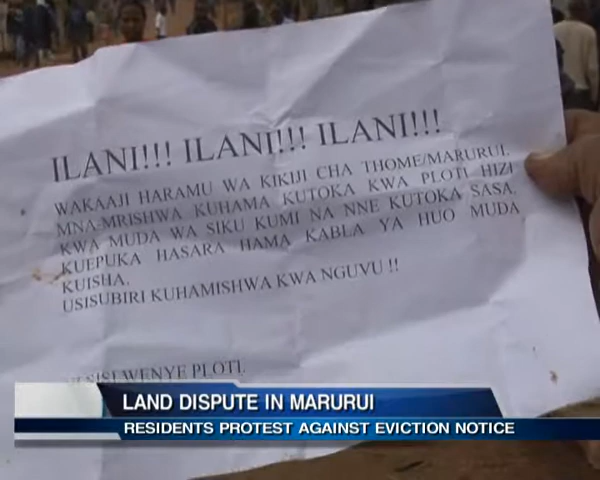 ILANI!!! ILANI!!! ILANI!!!
WAKAAJI HARAMU WA KIKIJI CHA THOME/MARURUI,
MNA-MRISHWA KUHAMA KUTOKA KWA PLOTI HIZI
KWA MUDA WA SIKU KUMI NA NNE KUTOKA SASA.
KUEPUKA HASARA HAMA KABLA YA HUO MUDA
KUISHA.
USISUBIRI KUHAMISHWA KWA NGUVU !!
SISI WENYE PLOTI.
LAND DISPUTE IN MARURUI
RESIDENTS PROTEST AGAINST EVICTION NOTICE